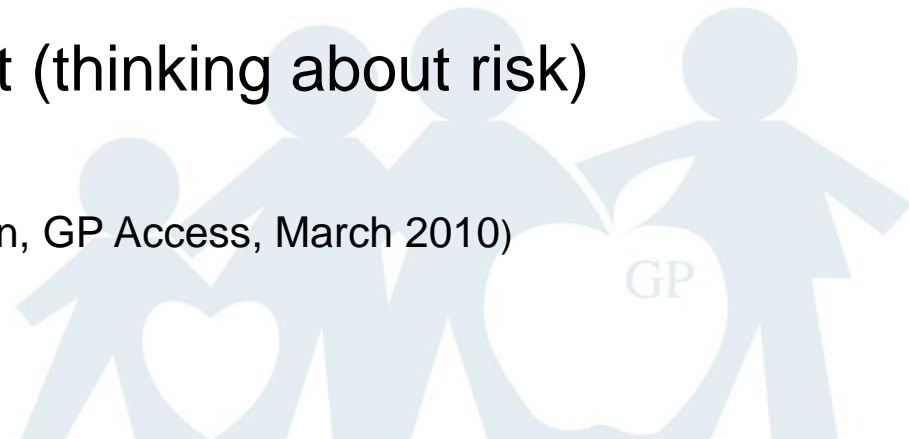 t (thinking about risk)
n, GP Access, March 2010)
GP